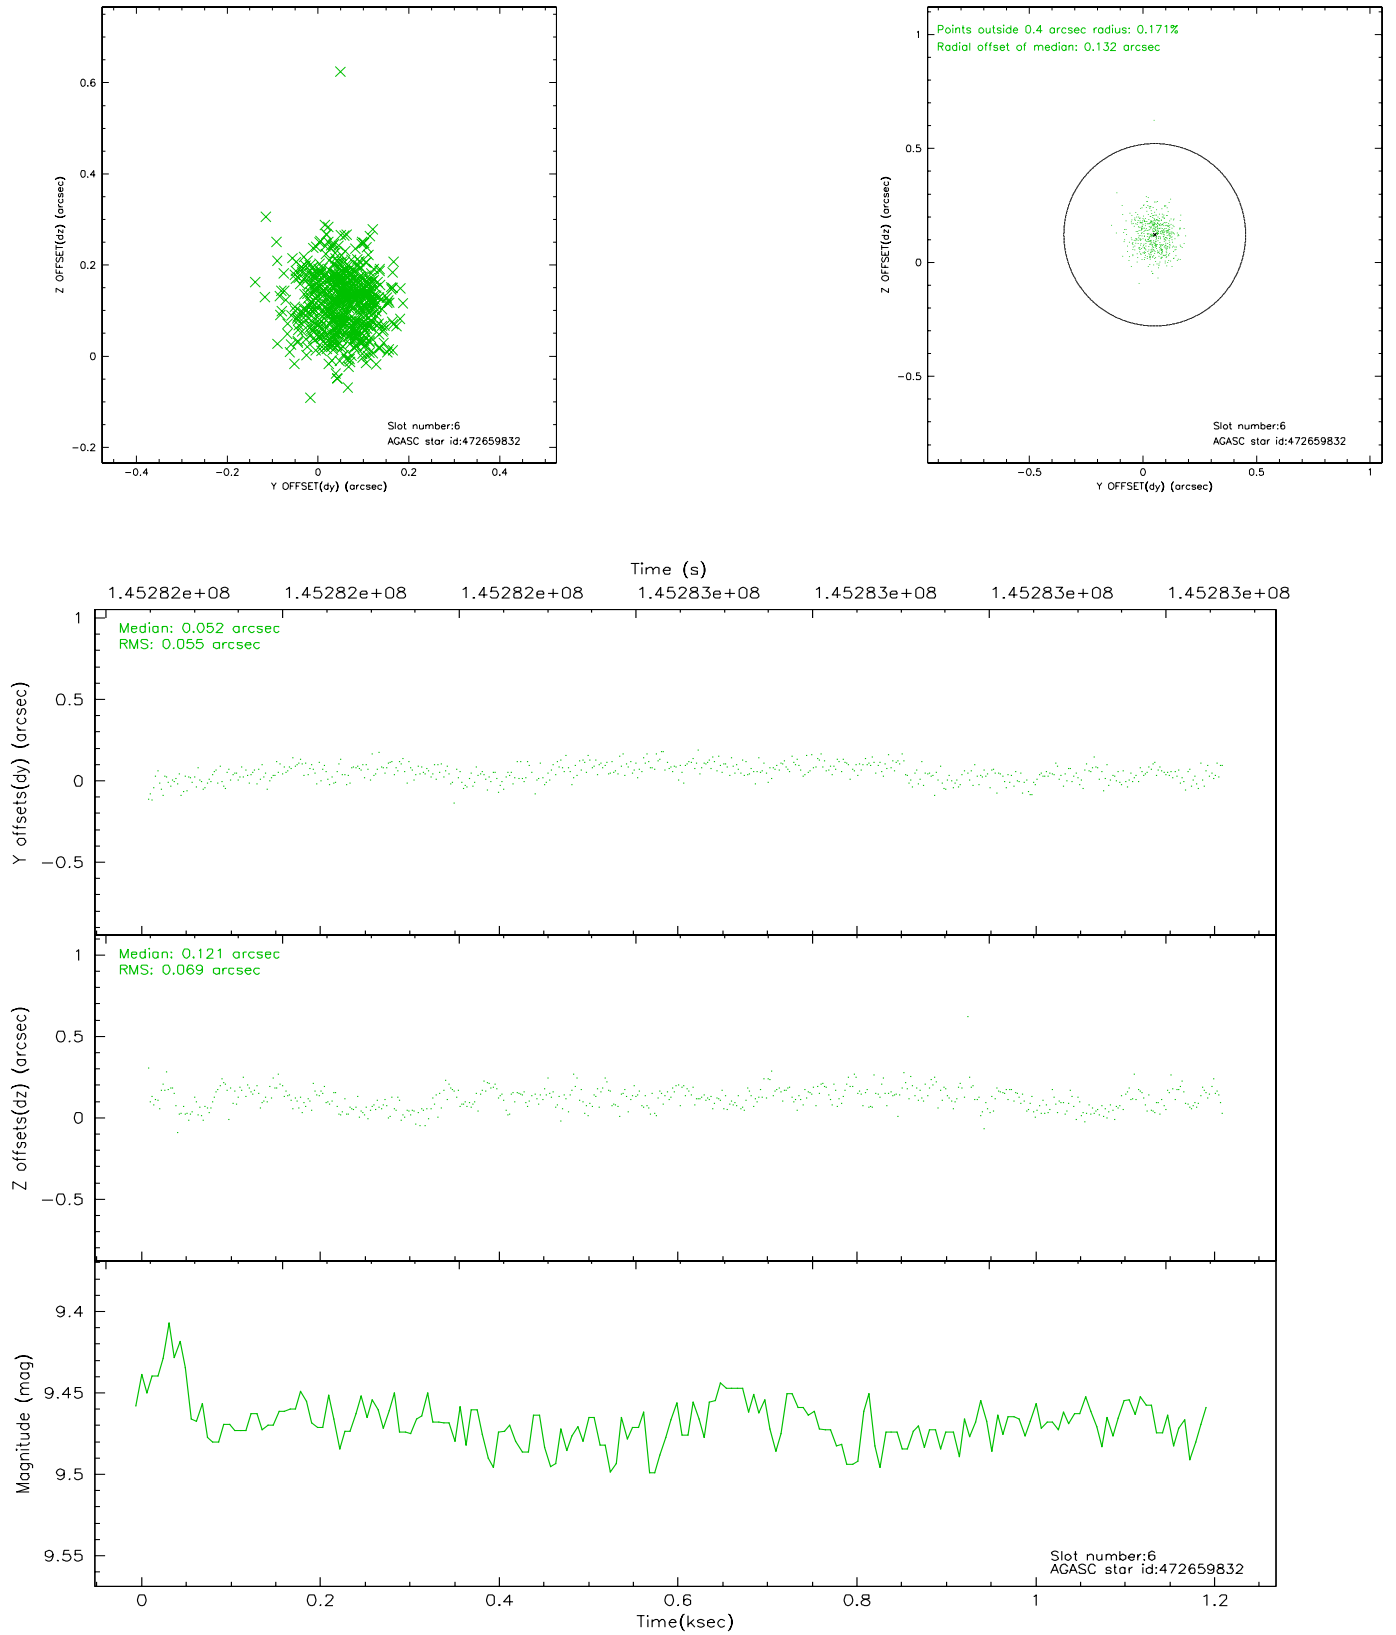 0.6
0.4
0.2
0
−0.2
Z OFFSET(dz) (arcsec)
Slot number:6
AGASC star id:472659832
−0.4 −0.2 0 0.2 0.4
Y OFFSET(dy) (arcsec)
Points outside 0.4 arcsec radius: 0.171%
Radial offset of median: 0.132 arcsec
1
0.5
0
−0.5
Z OFFSET(dz) (arcsec)
Slot number:6
AGASC star id:472659832
−0.5 0 0.5 1
Y OFFSET(dy) (arcsec)
Time (s)
1.45282e+08 1.45282e+08 1.45282e+08 1.45283e+08 1.45283e+08 1.45283e+08 1.45283e+08
Median: 0.052 arcsec
RMS: 0.055 arcsec
1
0.5
0
−0.5
Y offsets(dy) (arcsec)
Median: 0.121 arcsec
RMS: 0.069 arcsec
1
0.5
0
−0.5
Z offsets(dz) (arcsec)
9.4
9.45
9.5
9.55
Magnitude (mag)
Slot number:6
AGASC star id:472659832
0 0.2 0.4 0.6 0.8 1 1.2
Time(ksec)